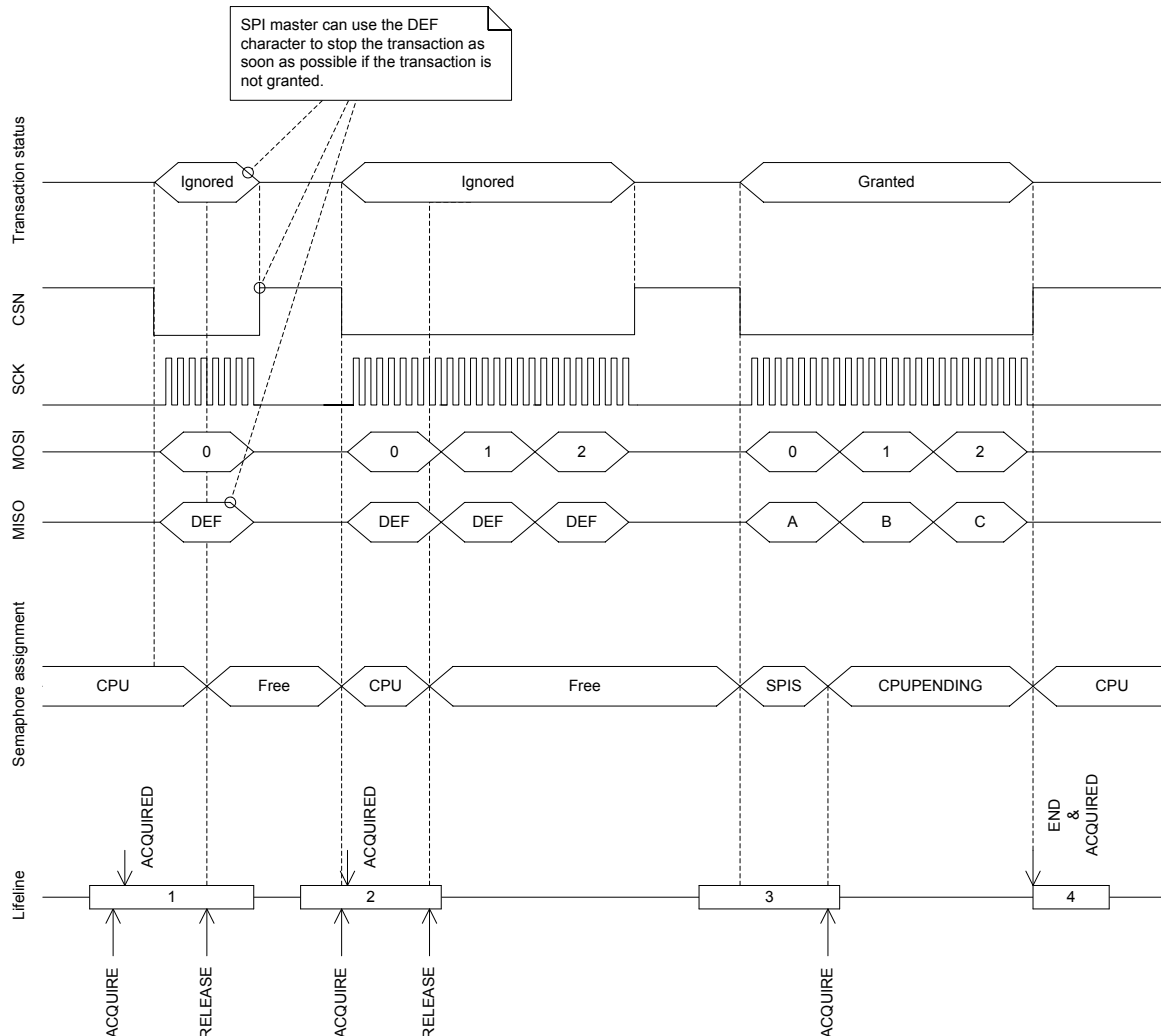 SPI master can use the DEF
character to stop the transaction as
soon as possible if the transaction is
not granted.
Transaction status
Ignored
Ignored
Granted
CSN
SCK
MOSI
0
0
1
2
0
1
2
MISO
DEF
DEF
DEF
DEF
A
B
C
Semaphore assignment
CPU
Free
CPU
Free
SPIS
CPUPENDING
CPU
ACQUIRED
ACQUIRED
END
&
ACQUIRED
Lifeline
1
2
3
4
ACQUIRE
RELEASE
ACQUIRE
RELEASE
ACQUIRE